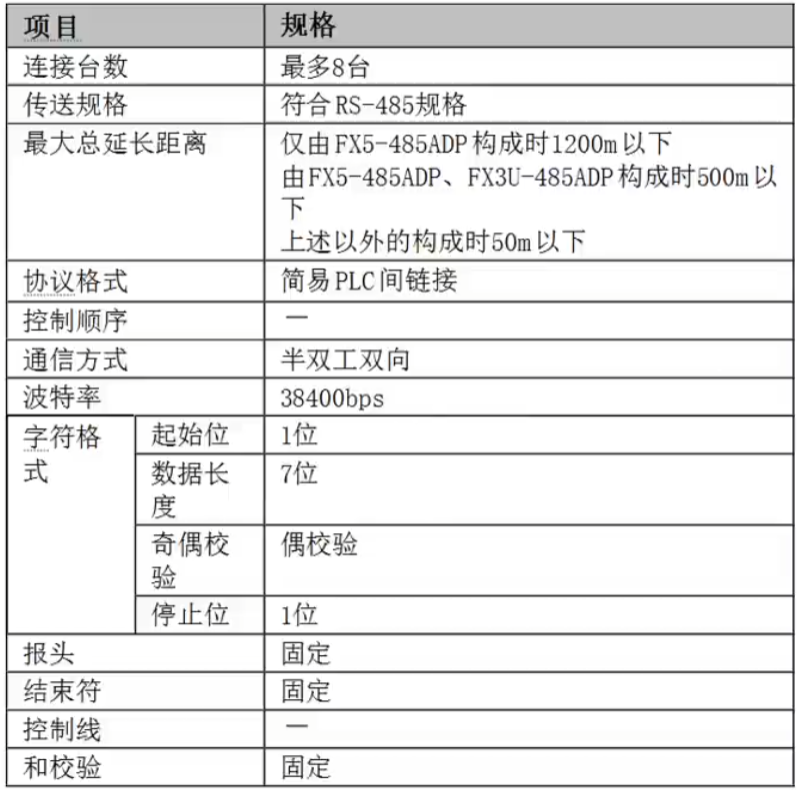 项目 规格
连接台数 最多8台
传送规格 符合RS-485规格
最大总延长距离 仅由FX5-485ADP构成时1200m以下
由FX5-485ADP、FX3U-485ADP构成时500m以
下
上述以外的构成时50m以下
协议格式 简易PLC间链接
控制顺序 —
通信方式 半双工双向
波特率 38400bps
字符格 起始位 1位
式 数据长 7位
度
奇偶校 偶校验
验
停止位 1位
报头 固定
结束符 固定
控制线 —
和校验 固定